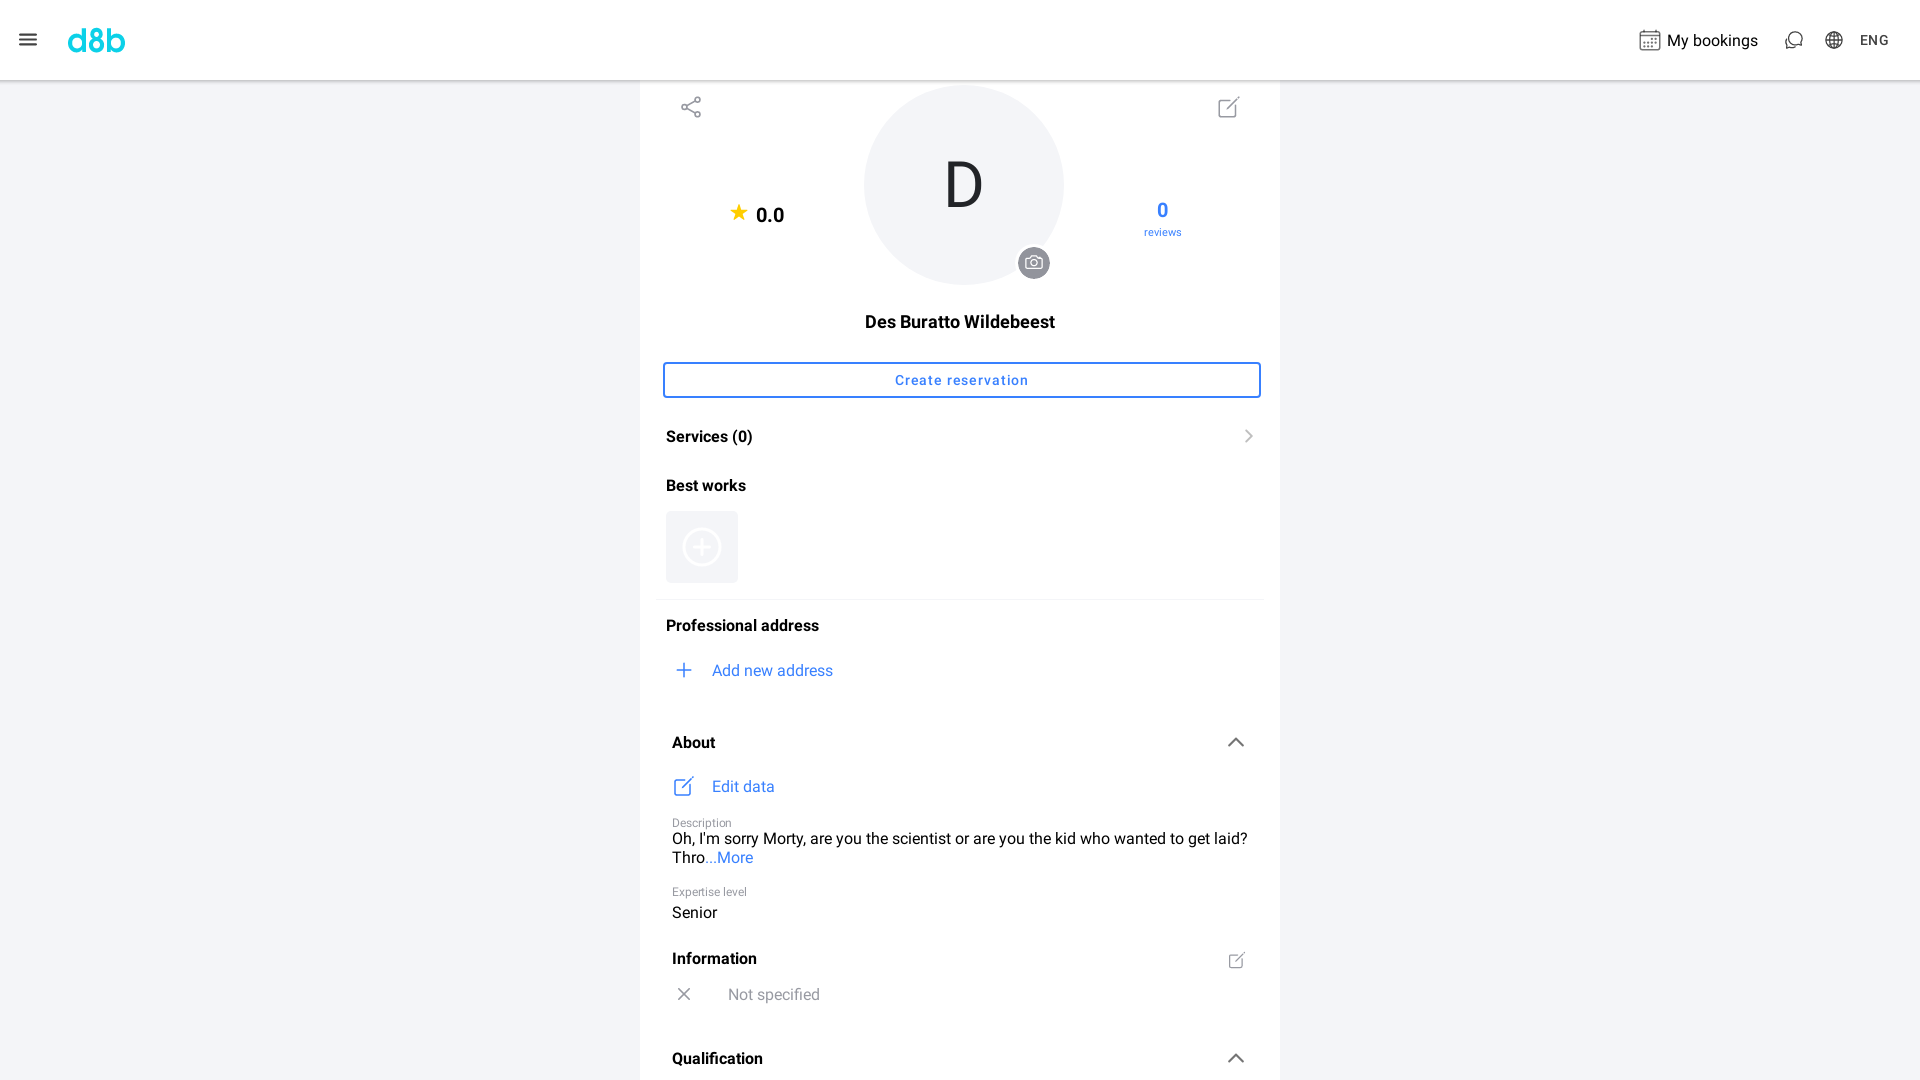 d8b
My bookings
ENG
D
0.0
0
reviews
Des Buratto Wildebeest
Create reservation
Services (0)
Best works
Professional address
Add new address
About
Edit data
Description
Oh, I'm sorry Morty, are you the scientist or are you the kid who wanted to get laid?
Thro...More
Expertise level
Senior
Information
Not specified
Qualification